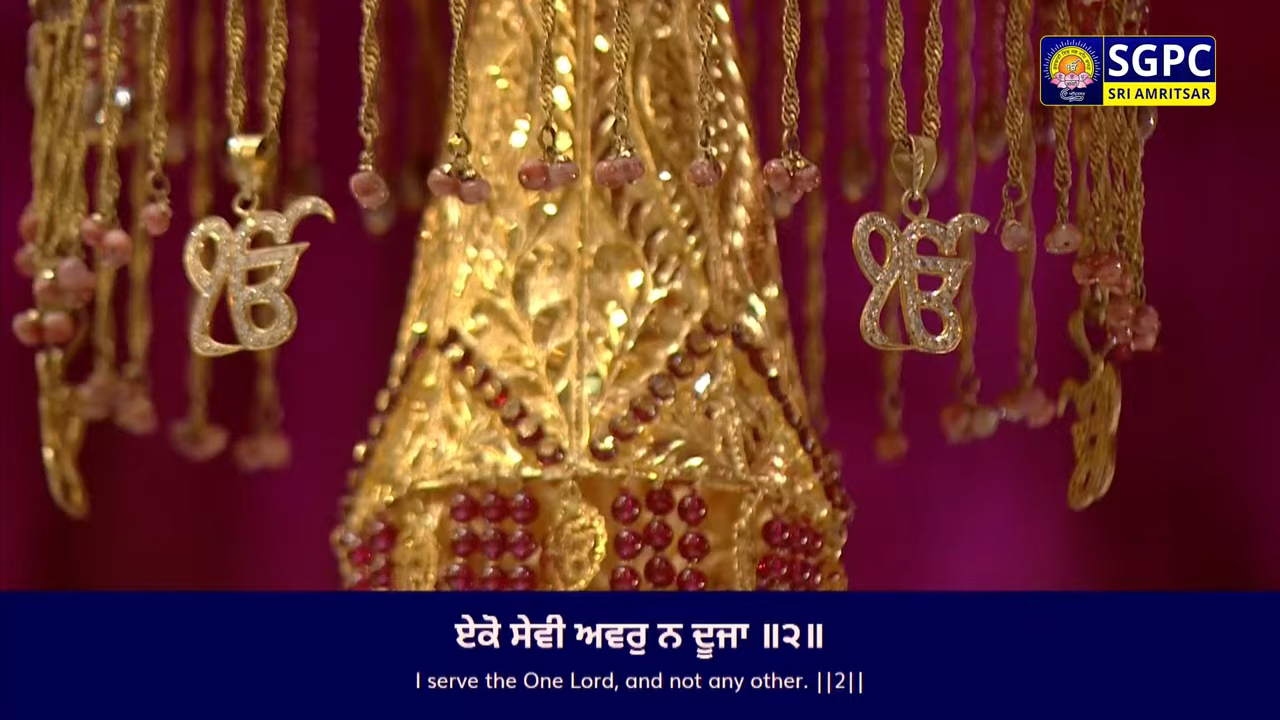 SGPC
SRI AMRITSAR
ਏਕੋ ਸੇਵੀ ਅਵਰੁ ਨ ਦੂਜਾ ॥੨॥
I serve the One Lord, and not any other. ||2||